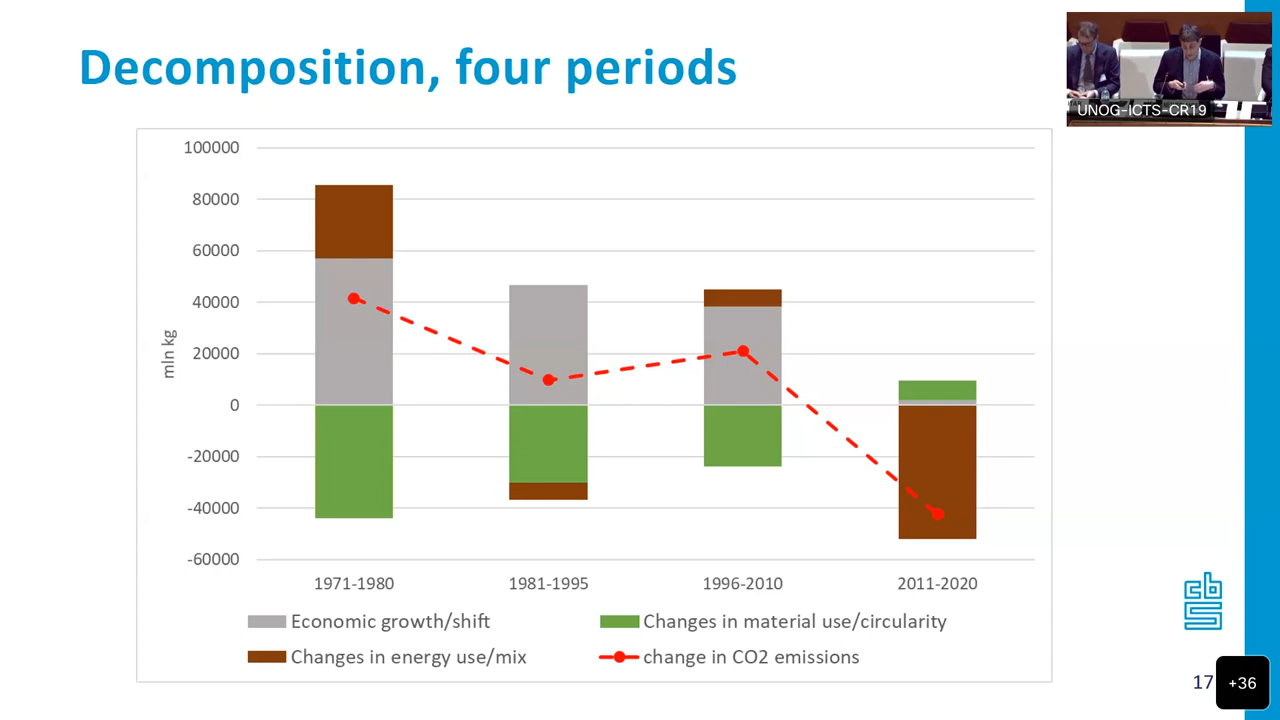 Decomposition, four periods
UNOG-ICTS-CR19
100000
80000
60000
40000
20000
0
-20000
-40000
-60000
mln kg
1971-1980
1981-1995
1996-2010
2011-2020
Economic growth/shift
Changes in material use/circularity
Changes in energy use/mix
change in CO2 emissions
cbs
17
+36